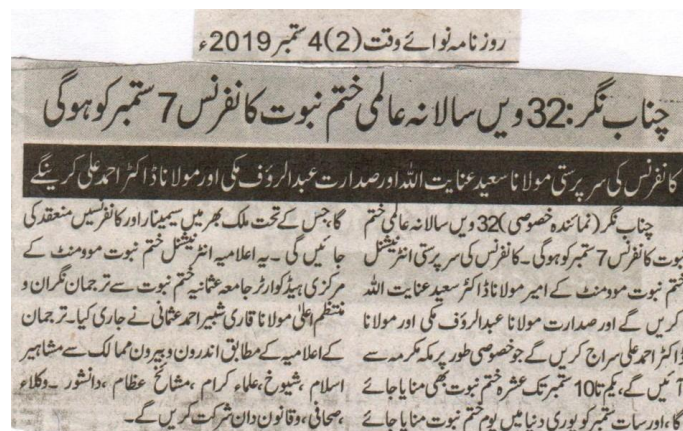 روزنامہ نوائے وقت (2) 4 ستمبر 2019ء
چناب نگر: 32 ویں سالانہ عالمی ختم نبوت کانفرنس 7 ستمبر کو ہوگی
کانفرنس کی سرپرستی مولانا سعید عنایت اللہ اور صدارت عبدالرؤف مکی اور مولانا ڈاکٹر احمد علی کرینگے
چناب نگر (نمائندہ خصوصی) 32 ویں سالانہ عالمی ختم
نبوت کانفرنس 7 ستمبر کو ہوگی۔ کانفرنس کی سرپرستی انٹرنیشنل
ختم نبوت موومنٹ کے امیر مولانا ڈاکٹر سعید عنایت اللہ
کریں گے اور صدارت مولانا عبدالرؤف مکی اور مولانا
ڈاکٹر احمد علی سراج کریں گے جو خصوصی طور پر مکہ مکرمہ سے
آئیں گے، یکم تا 10 ستمبر تک عشرہ ختم نبوت بھی منایا جائے
گا، اور سات ستمبر کو پوری دنیا میں یوم ختم نبوت منایا جائے
گا، جس کے تحت ملک بھر میں سیمینار اور کانفرنسیں منعقد کی
جائیں گی۔ یہ اعلامیہ انٹرنیشنل ختم نبوت موومنٹ کے
مرکزی ہیڈ کوارٹر جامعہ عثمانیہ ختم نبوت سے ترجمان نگران و
منتظم اعلیٰ مولانا قاری شبیر احمد عثمانی نے جاری کیا۔ ترجمان
کے اعلامیہ کے مطابق اندرون و بیرون ممالک سے مشاہیر
اسلام، شیوخ، علماء کرام، مشائخ عظام، دانشور۔ وکلاء
،صحافی، وقانون دان شرکت کریں گے۔